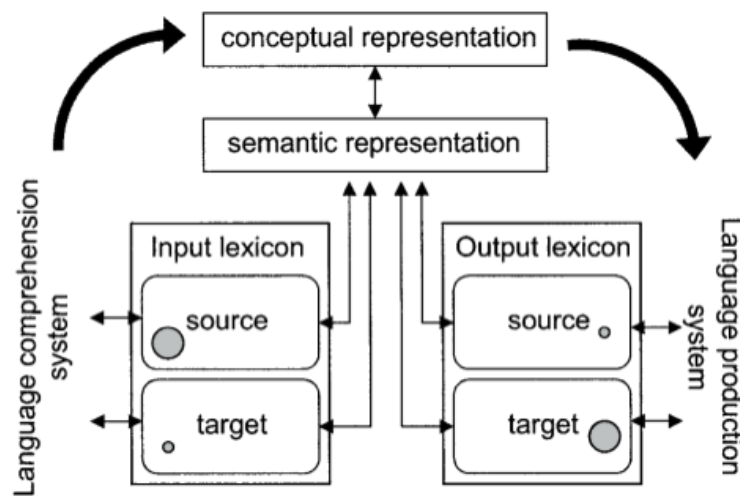 conceptual representation
semantic representation
Language comprehension
system
Input lexicon
source
target
Output lexicon
source
target
Language production
system